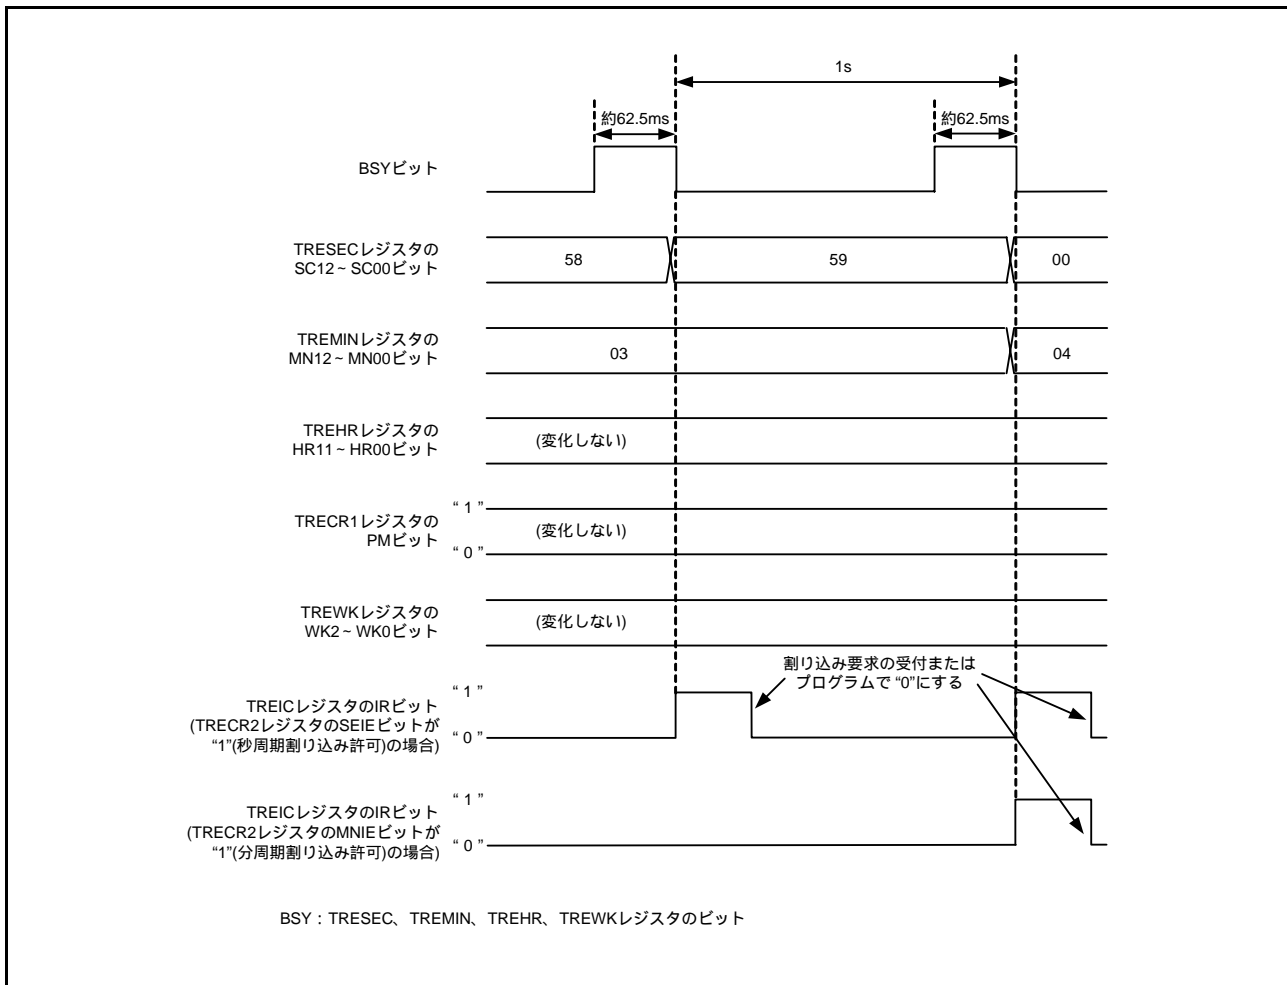 1s
約62.5ms
約62.5ms
BSYビット
TRESECレジスタの
SC12~SC00ビット
58
59
00
TREMINレジスタの
MN12~MN00ビット
03
04
TREHRレジスタの
HR11~HR00ビット
(変化しない)
TRECR1レジスタの
PMビット
“1”
“0”
(変化しない)
TREWKレジスタの
WK2~WK0ビット
(変化しない)
割り込み要求の受付または
プログラムで “0”にする
TREICレジスタのIRビット
(TRECR2レジスタのSEIEビットが
“1”(秒周期割り込み許可)の場合)
“1”
“0”
TREICレジスタのIRビット
(TRECR2レジスタのMNIEビットが
“1”(分周期割り込み許可)の場合)
“1”
“0”
BSY:TRESEC、TREMIN、TREHR、TREWKレジスタのビット